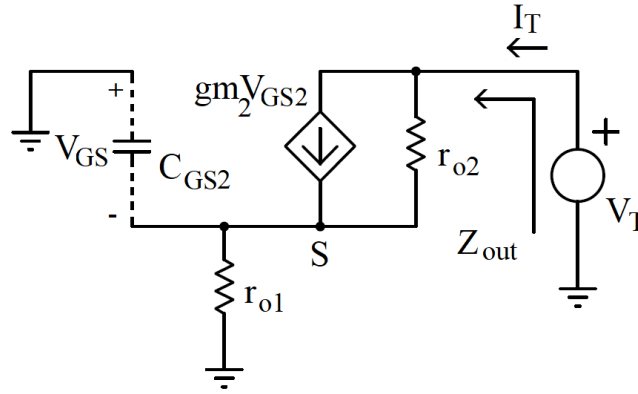 I_T
+
gm_2V_GS2
+
V_GS
C_GS2
r_o2
-
V_T
Z_out
S
r_o1